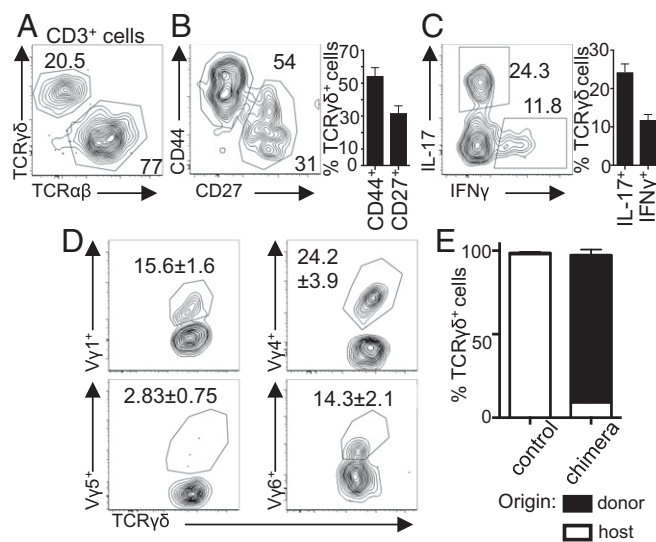 A
CD3⁺ cells
20.5
77
TCRγδ
TCRαβ
B
54
31
CD44
CD27
% TCRγδ⁺ cells
70
60
50
40
30
20
10
0
CD44⁺
CD27⁺
C
24.3
11.8
IL-17
IFNγ
% TCRγδ cells
30
20
10
0
IL-17⁺
IFNγ⁺
D
15.6±1.6
Vγ1⁺
24.2
±3.9
Vγ4⁺
2.83±0.75
Vγ5⁺
14.3±2.1
Vγ6⁺
TCRγδ
E
% TCRγδ⁺ cells
100
50
0
control
chimera
Origin: donor
host